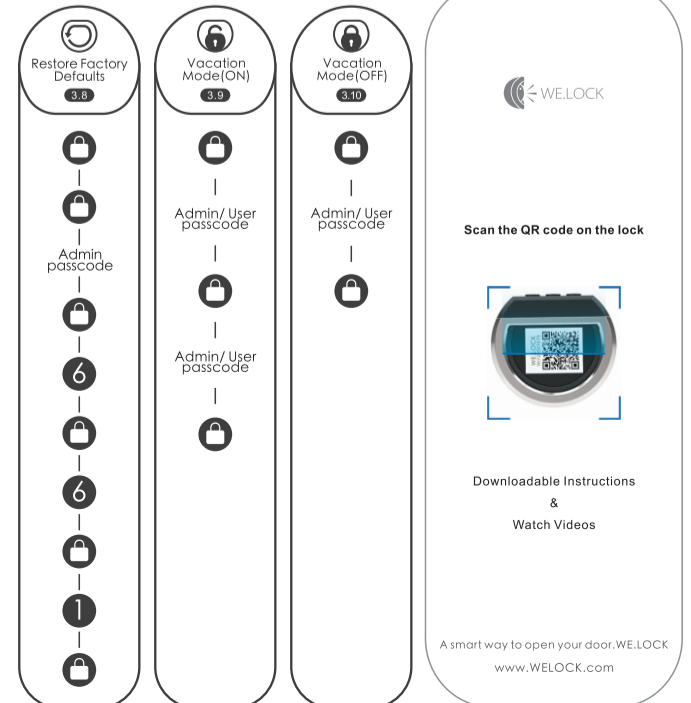 Restore Factory
Defaults
3.8
Admin
passcode
6
6
1
Vacation
Mode(ON)
3.9
Admin/ User
passcode
Admin/ User
passcode
Vacation
Mode(OFF)
3.10
Admin/ User
passcode
WE.LOCK
Scan the QR code on the lock
Downloadable Instructions
&
Watch Videos
A smart way to open your door.WE.LOCK
www.WELOCK.com